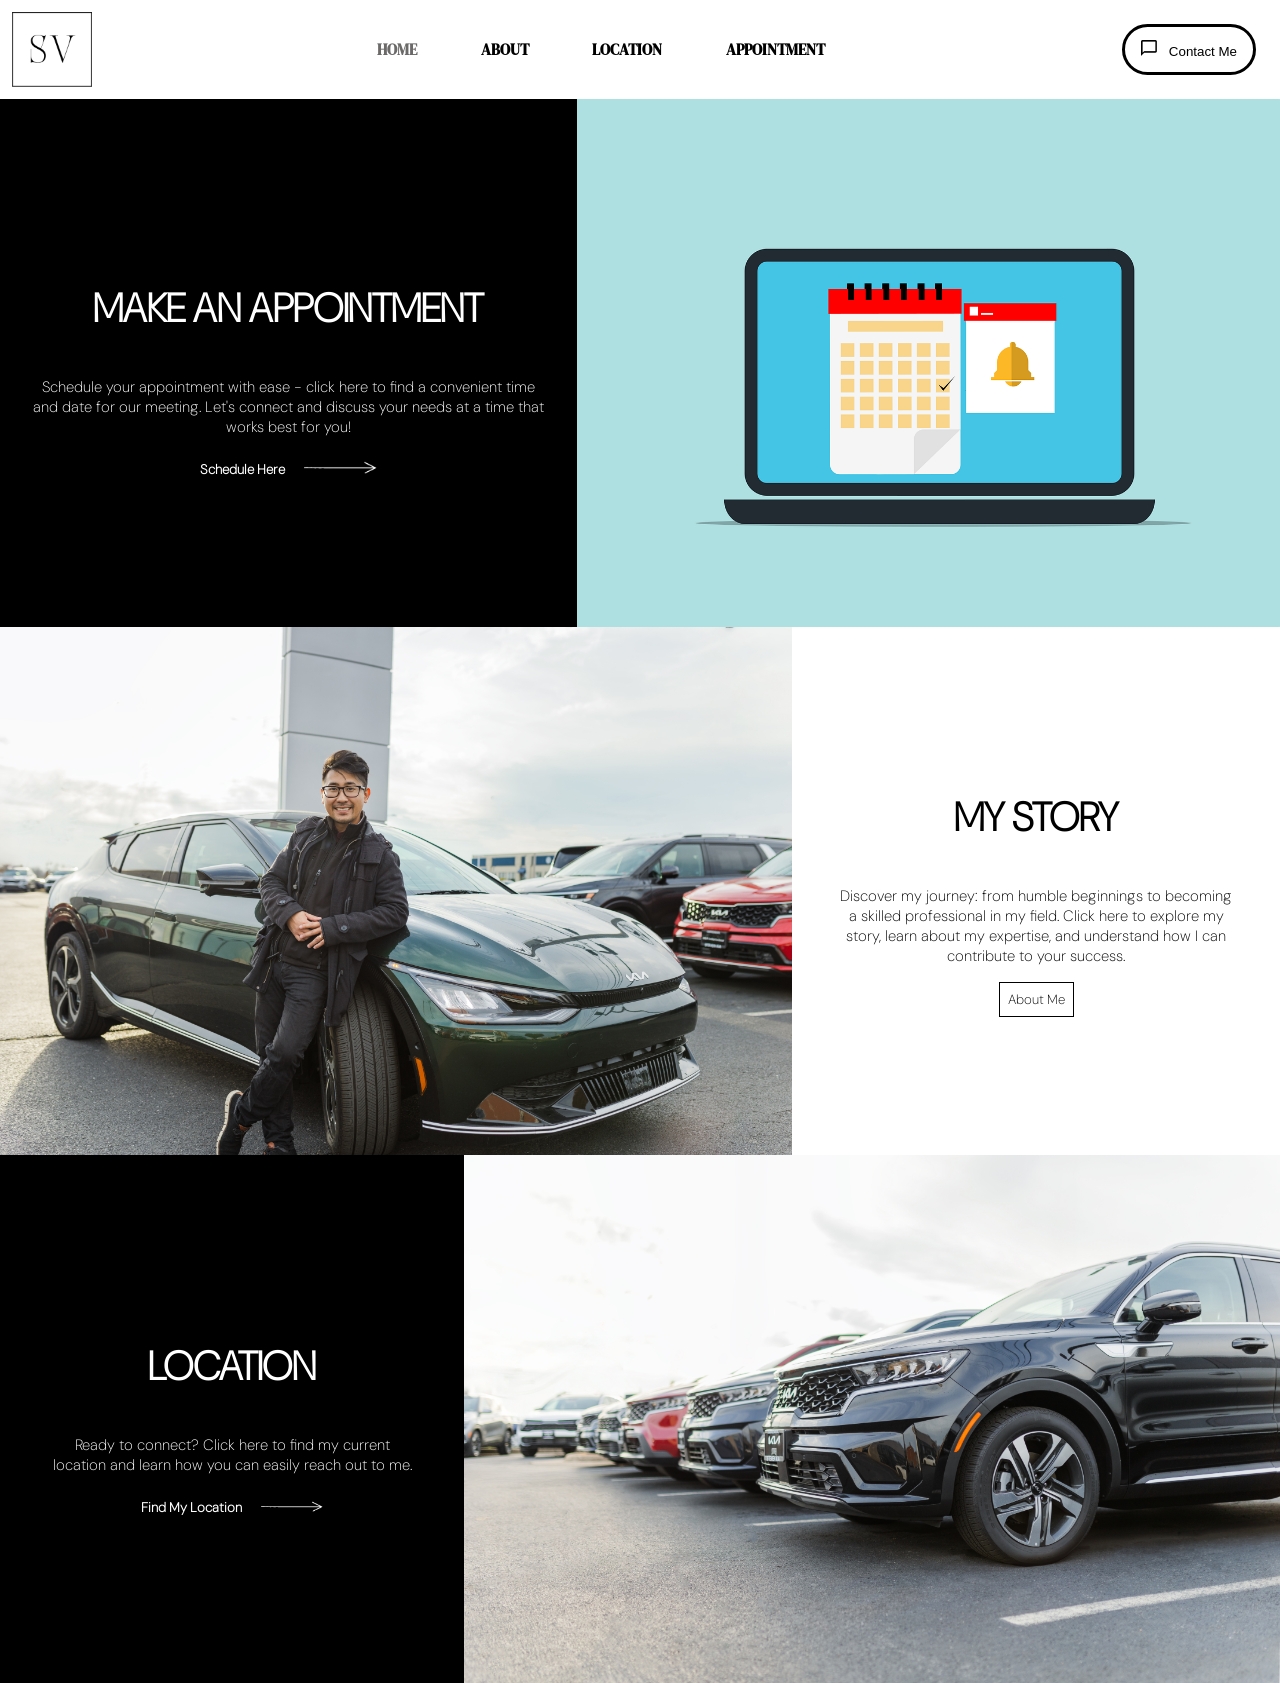 SV
HOME
ABOUT
LOCATION
APPOINTMENT
Contact Me
MAKE AN APPOINTMENT
Schedule your appointment with ease - click here to find a convenient time
and date for our meeting. Let's connect and discuss your needs at a time that
works best for you!
Schedule Here
MY STORY
Discover my journey: from humble beginnings to becoming
a skilled professional in my field. Click here to explore my
story, learn about my expertise, and understand how I can
contribute to your success.
About Me
LOCATION
Ready to connect? Click here to find my current
location and learn how you can easily reach out to me.
Find My Location